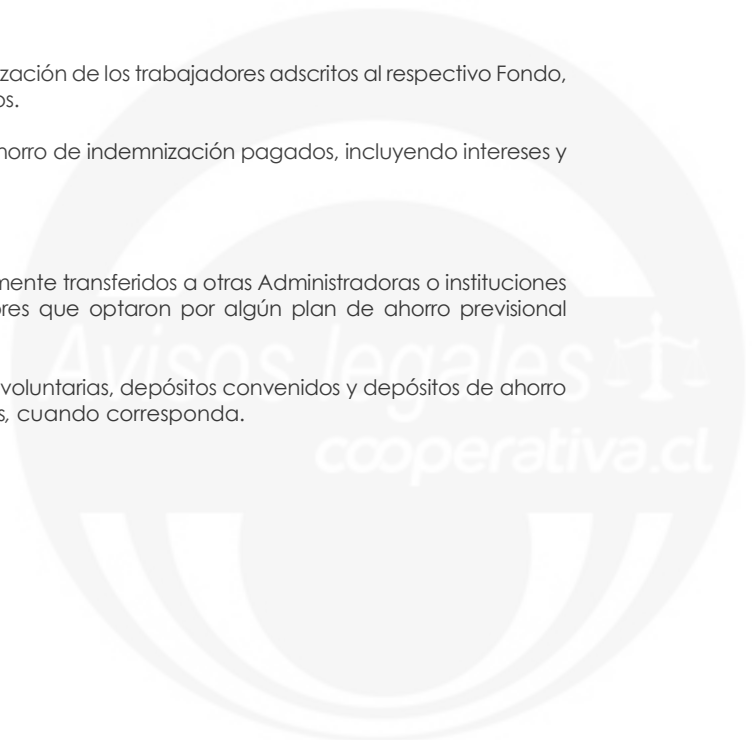 zación de los trabajadores adscritos al respectivo Fondo,
os.
horro de indemnización pagados, incluyendo intereses y
mente transferidos a otras Administradoras o instituciones
ores que optaron por algún plan de ahorro previsional
Avisos legales
voluntarias, depósitos convenidos y depósitos de ahorro
s, cuando corresponda.
cooperativa.cl